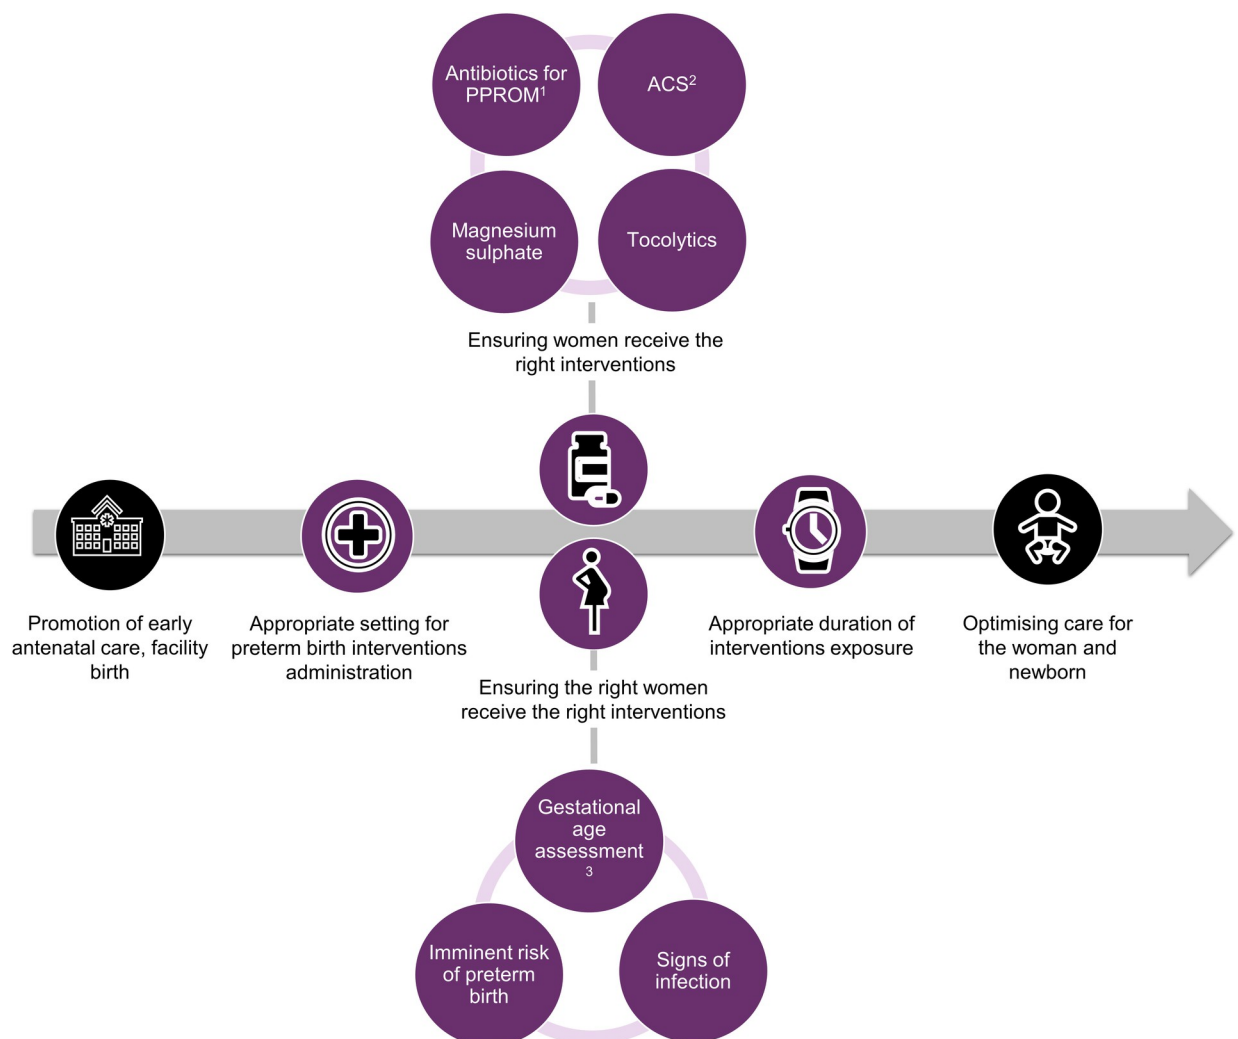 Antibiotics for
PPROM¹
ACS²
Magnesium
sulphate
Tocolytics
Ensuring women receive the
right interventions
Promotion of early
antenatal care, facility
birth
Appropriate setting for
preterm birth interventions
administration
Ensuring the right women
receive the right interventions
Appropriate duration of
interventions exposure
Optimising care for
the woman and
newborn
Gestational
age
assessment
³
Imminent risk
of preterm
birth
Signs of
infection